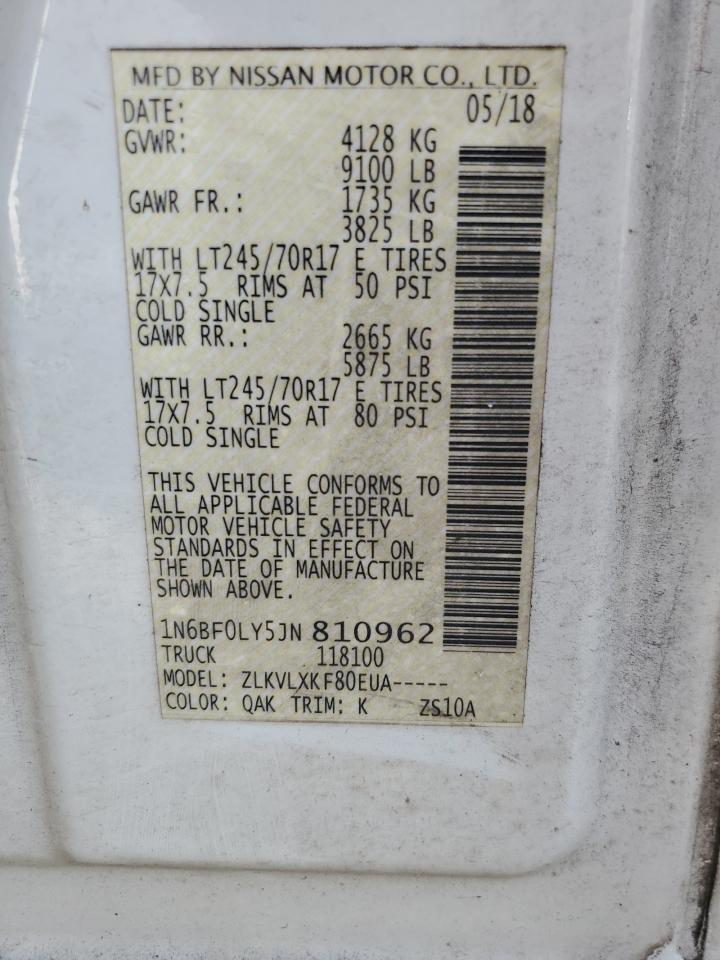 MFD BY NISSAN MOTOR CO., LTD.
DATE: 05/18
GVWR: 4128 KG
9100 LB
GAWR FR.: 1735 KG
3825 LB
WITH LT245/70R17 E TIRES
17X7.5 RIMS AT 50 PSI
COLD SINGLE
GAWR RR.: 2665 KG
5875 LB
WITH LT245/70R17 E TIRES
17X7.5 RIMS AT 80 PSI
COLD SINGLE
THIS VEHICLE CONFORMS TO
ALL APPLICABLE FEDERAL
MOTOR VEHICLE SAFETY
STANDARDS IN EFFECT ON
THE DATE OF MANUFACTURE
SHOWN ABOVE.
1N6BF0LY5JN 810962
TRUCK 118100
MODEL: ZLKVLXKF80EUA-----
COLOR: QAK TRIM: K ZS10A